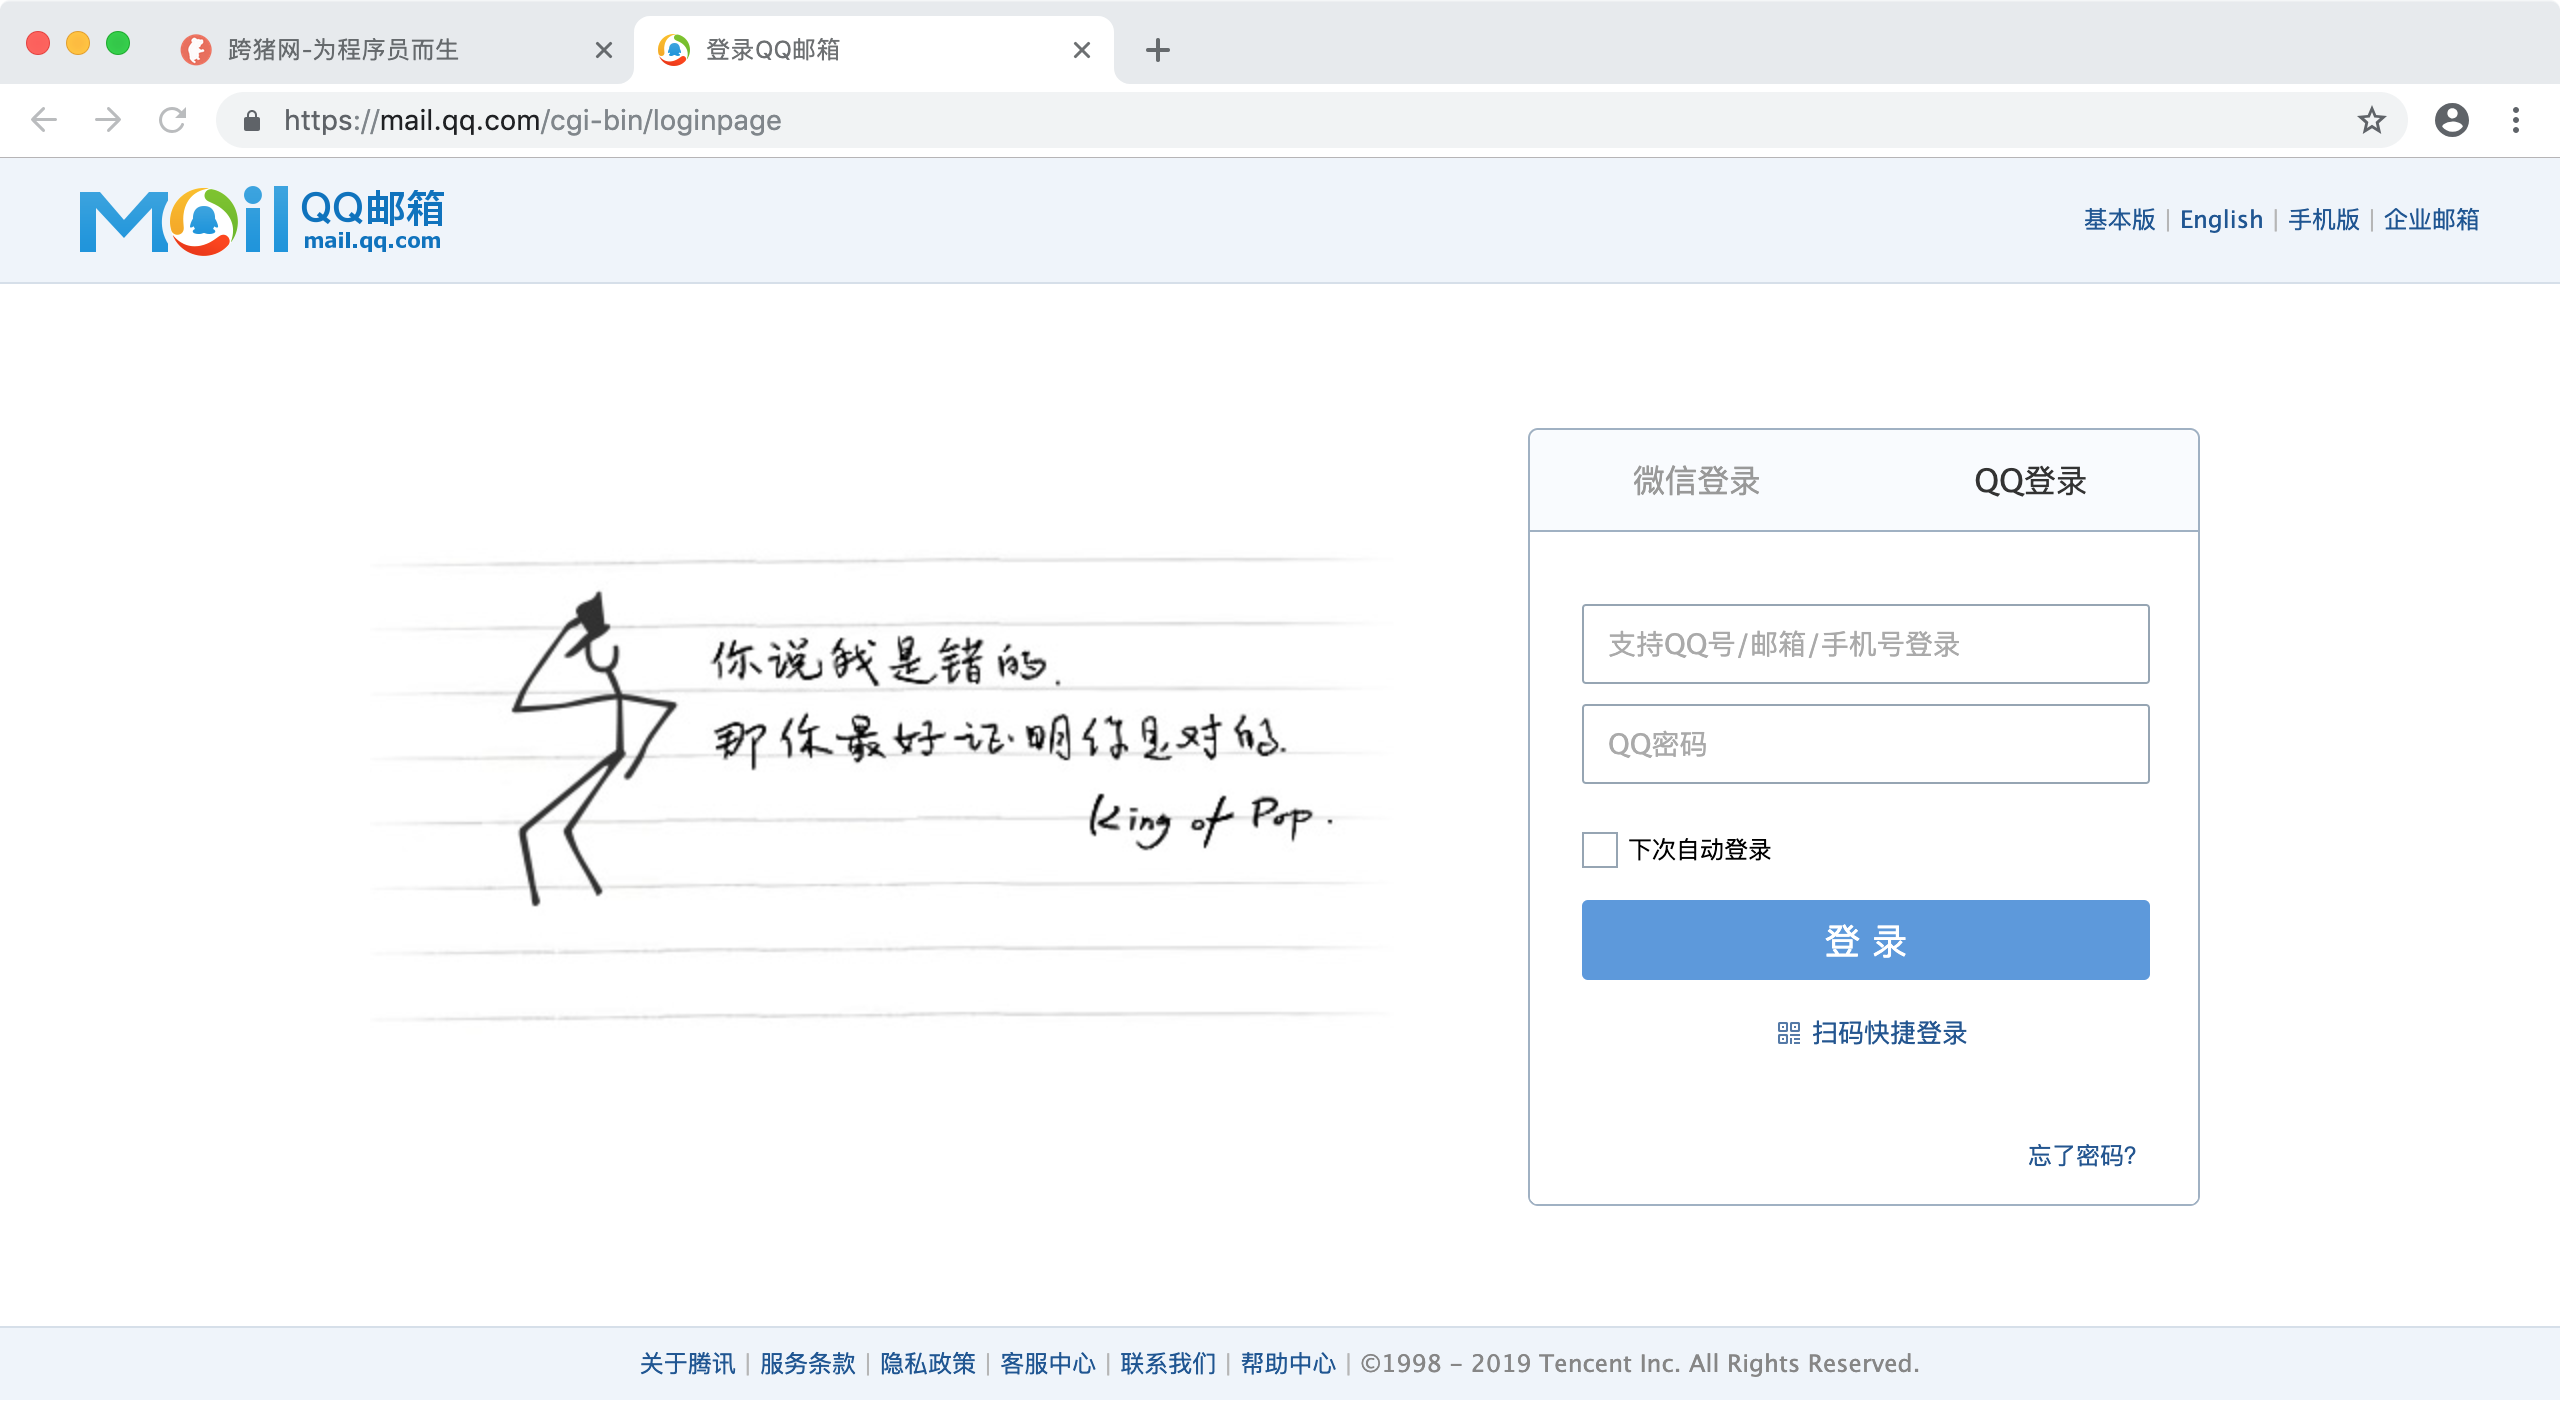 跨猪网-为程序员而生
登录QQ邮箱
https://mail.qq.com/cgi-bin/loginpage
Mail QQ邮箱
mail.qq.com
基本版 | English | 手机版 | 企业邮箱
微信登录 QQ登录
你说我是错的.
那你最好证明你是对的.
King of Pop.
支持QQ号/邮箱/手机号登录
QQ密码
下次自动登录
登 录
扫码快捷登录
忘了密码?
关于腾讯 | 服务条款 | 隐私政策 | 客服中心 | 联系我们 | 帮助中心 | ©1998 - 2019 Tencent Inc. All Rights Reserved.